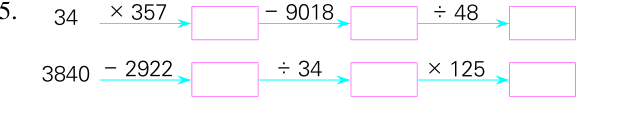 5. 34 × 357 − 9018 ÷ 48
3840 − 2922 ÷ 34 × 125